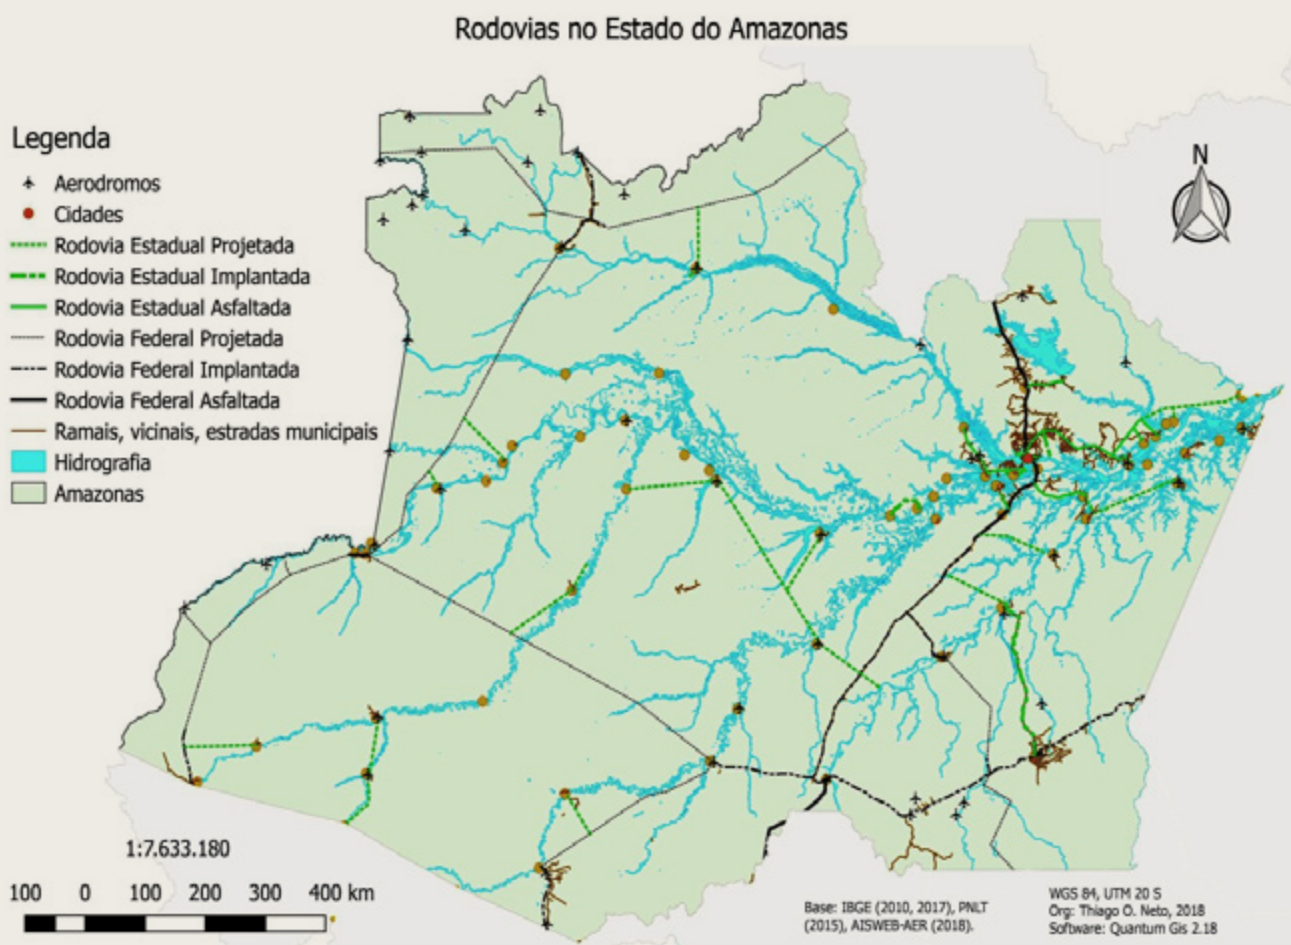 Rodovias no Estado do Amazonas
Legenda
Aerodromos
Cidades
Rodovia Estadual Projetada
Rodovia Estadual Implantada
Rodovia Estadual Asfaltada
Rodovia Federal Projetada
Rodovia Federal Implantada
Rodovia Federal Asfaltada
Ramais, vicinais, estradas municipais
Hidrografia
Amazonas
N
1:7.633.180
100 0 100 200 300 400 km
Base: IBGE (2010, 2017), PNLT
(2015), AISWEB-AER (2018).
WGS 84, UTM 20 S
Org: Thiago O. Neto, 2018
Software: Quantum Gis 2.18